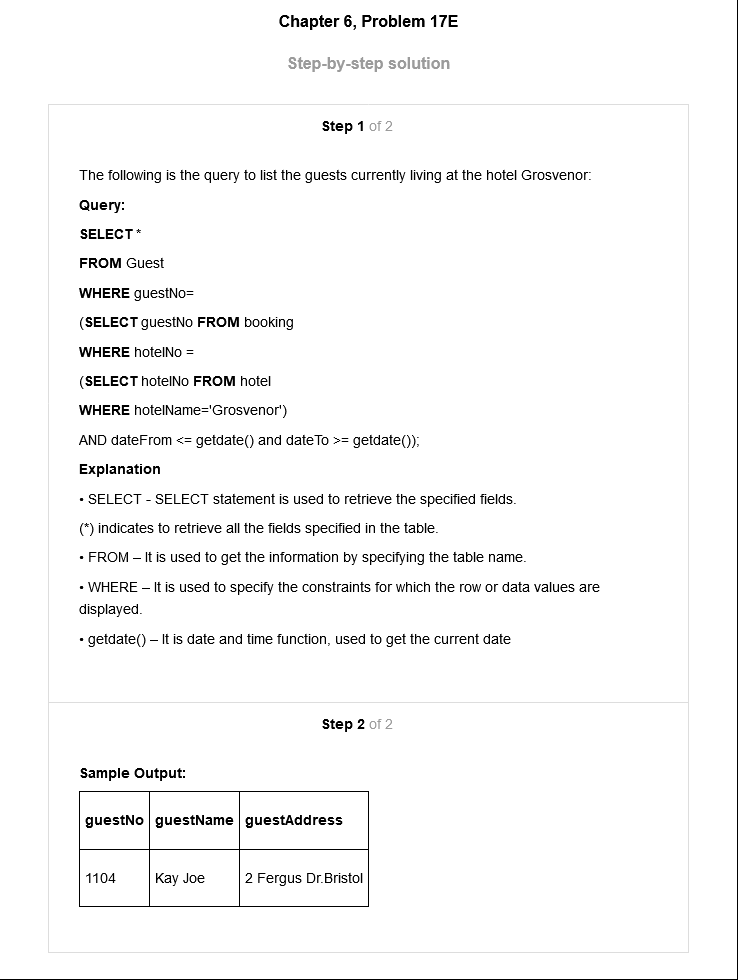 Chapter 6, Problem 17E
Step-by-step solution
Step 1 of 2
The following is the query to list the guests currently living at the hotel Grosvenor:
Query:
SELECT *
FROM Guest
WHERE guestNo=
(SELECT guestNo FROM booking
WHERE hotelNo =
(SELECT hotelNo FROM hotel
WHERE hotelName='Grosvenor')
AND dateFrom <= getdate() and dateTo >= getdate());
Explanation
• SELECT - SELECT statement is used to retrieve the specified fields.
(*) indicates to retrieve all the fields specified in the table.
• FROM – It is used to get the information by specifying the table name.
• WHERE – It is used to specify the constraints for which the row or data values are
displayed.
• getdate() – It is date and time function, used to get the current date
Step 2 of 2
Sample Output:
guestNo guestName guestAddress
1104 Kay Joe 2 Fergus Dr.Bristol